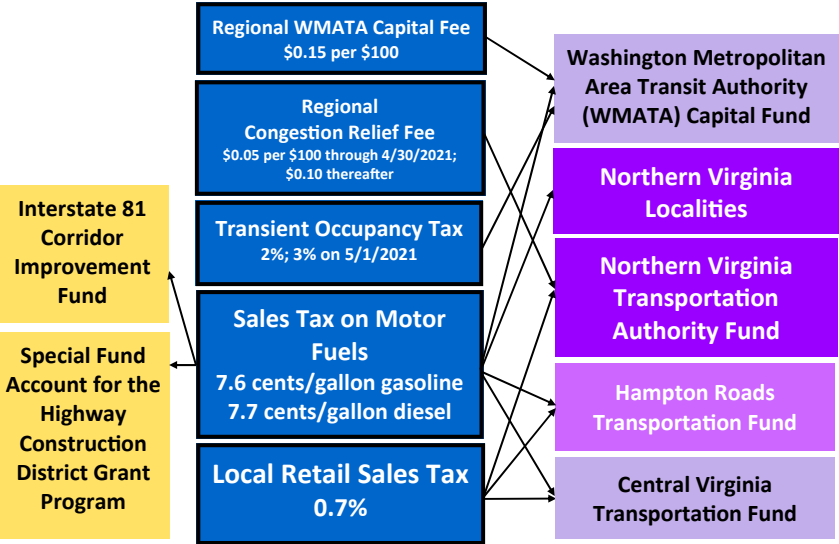 Regional WMATA Capital Fee
$0.15 per $100
Regional
Congestion Relief Fee
$0.05 per $100 through 4/30/2021;
$0.10 thereafter
Transient Occupancy Tax
2%; 3% on 5/1/2021
Sales Tax on Motor
Fuels
7.6 cents/gallon gasoline
7.7 cents/gallon diesel
Local Retail Sales Tax
0.7%
Interstate 81
Corridor
Improvement
Fund
Special Fund
Account for the
Highway
Construction
District Grant
Program
Washington Metropolitan
Area Transit Authority
(WMATA) Capital Fund
Northern Virginia
Localities
Northern Virginia
Transportation
Authority Fund
Hampton Roads
Transportation Fund
Central Virginia
Transportation Fund